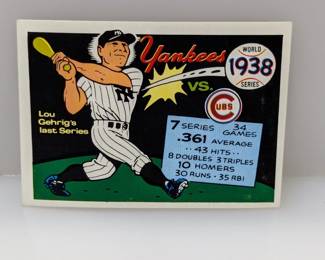 Yankees
VS.
WORLD
1938
SERIES
CUBS
Lou
Gehrig's
last Series
NY
7 SERIES 34
GAMES
.361 AVERAGE
··43 HITS··
8 DOUBLES 3 TRIPLES
10 HOMERS
30 RUNS · 35 RBI